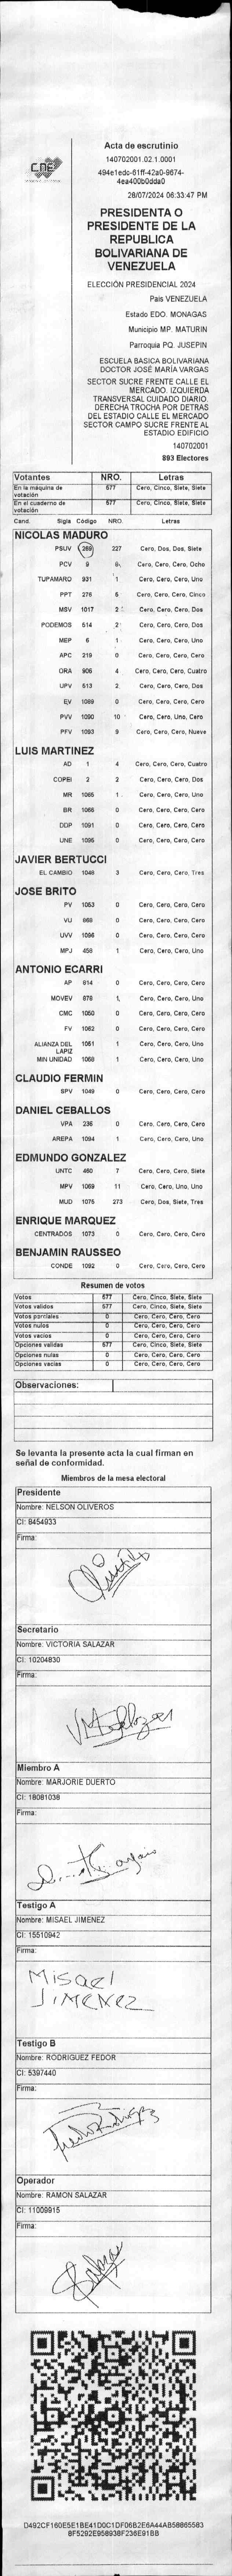 CNE
Acta de escrutinio
140702001.02.1.0001
494e1edc-61ff-42a0-9674-
4ea400b0dda0
28/07/2024 06:33:47 PM
PRESIDENTA O
PRESIDENTE DE LA
REPUBLICA
BOLIVARIANA DE
VENEZUELA
ELECCIÓN PRESIDENCIAL 2024
País VENEZUELA
Estado EDO. MONAGAS
Municipio MP. MATURIN
Parroquia PQ. JUSEPIN
ESCUELA BASICA BOLIVARIANA
DOCTOR JOSÉ MARÍA VARGAS
SECTOR SUCRE FRENTE CALLE EL
MERCADO. IZQUIERDA
TRANSVERSAL CUIDADO DIARIO.
DERECHA TROCHA POR DETRAS
DEL ESTADIO CALLE EL MERCADO
SECTOR CAMPO SUCRE FRENTE AL
ESTADIO EDIFICIO
140702001
893 Electores
Votantes NRO. Letras
En la máquina de votación 577 Cero, Cinco, Siete, Siete
En el cuaderno de votación 577 Cero, Cinco, Siete, Siete
Cand. Sigla Código NRO. Letras
NICOLAS MADURO
PSUV 269 227 Cero, Dos, Dos, Siete
PCV 9 8 Cero, Cero, Cero, Ocho
TUPAMARO 931 1 Cero, Cero, Cero, Uno
PPT 276 5 Cero, Cero, Cero, Cinco
MSV 1017 2 Cero, Cero, Cero, Dos
PODEMOS 514 2 Cero, Cero, Cero, Dos
MEP 6 1 Cero, Cero, Cero, Uno
APC 219 0 Cero, Cero, Cero, Cero
ORA 906 4 Cero, Cero, Cero, Cuatro
UPV 513 2 Cero, Cero, Cero, Dos
EV 1089 0 Cero, Cero, Cero, Cero
PVV 1090 10 Cero, Cero, Uno, Cero
PFV 1093 9 Cero, Cero, Cero, Nueve
LUIS MARTINEZ
AD 1 4 Cero, Cero, Cero, Cuatro
COPEI 2 2 Cero, Cero, Cero, Dos
MR 1065 1 Cero, Cero, Cero, Uno
BR 1066 0 Cero, Cero, Cero, Cero
DDP 1091 0 Cero, Cero, Cero, Cero
UNE 1095 0 Cero, Cero, Cero, Cero
JAVIER BERTUCCI
EL CAMBIO 1048 3 Cero, Cero, Cero, Tres
JOSE BRITO
PV 1053 0 Cero, Cero, Cero, Cero
VU 968 0 Cero, Cero, Cero, Cero
UVV 1096 0 Cero, Cero, Cero, Cero
MPJ 458 1 Cero, Cero, Cero, Uno
ANTONIO ECARRI
AP 814 0 Cero, Cero, Cero, Cero
MOVEV 878 1 Cero, Cero, Cero, Uno
CMC 1050 0 Cero, Cero, Cero, Cero
FV 1062 0 Cero, Cero, Cero, Cero
ALIANZA DEL LAPIZ 1051 1 Cero, Cero, Cero, Uno
MIN UNIDAD 1068 1 Cero, Cero, Cero, Uno
CLAUDIO FERMIN
SPV 1049 0 Cero, Cero, Cero, Cero
DANIEL CEBALLOS
VPA 236 0 Cero, Cero, Cero, Cero
AREPA 1094 1 Cero, Cero, Cero, Uno
EDMUNDO GONZALEZ
UNTC 460 7 Cero, Cero, Cero, Siete
MPV 1069 11 Cero, Cero, Uno, Uno
MUD 1075 273 Cero, Dos, Siete, Tres
ENRIQUE MARQUEZ
CENTRADOS 1073 0 Cero, Cero, Cero, Cero
BENJAMIN RAUSSEO
CONDE 1092 0 Cero, Cero, Cero, Cero
Resumen de votos
Votos 577 Cero, Cinco, Siete, Siete
Votos validos 577 Cero, Cinco, Siete, Siete
Votos porciales 0 Cero, Cero, Cero, Cero
Votos nulos 0 Cero, Cero, Cero, Cero
Votos vacios 0 Cero, Cero, Cero, Cero
Opciones validas 577 Cero, Cinco, Siete, Siete
Opciones nulas 0 Cero, Cero, Cero, Cero
Opciones vacias 0 Cero, Cero, Cero, Cero
Observaciones:
Se levanta la presente acta la cual firman en
señal de conformidad.
Miembros de la mesa electoral
Presidente
Nombre: NELSON OLIVEROS
CI: 8454933
Firma:
Secretario
Nombre: VICTORIA SALAZAR
CI: 10204830
Firma:
Miembro A
Nombre: MARJORIE DUERTO
CI: 18081038
Firma:
Testigo A
Nombre: MISAEL JIMENEZ
CI: 15510942
Firma:
Misael
Jimenez
Testigo B
Nombre: RODRIGUEZ FEDOR
CI: 5397440
Firma:
Operador
Nombre: RAMON SALAZAR
CI: 11009915
Firma:
D492CF160E5E1BE41D0C1DF06B2E6A44AB58865583
8F5292E958938F236E91BB